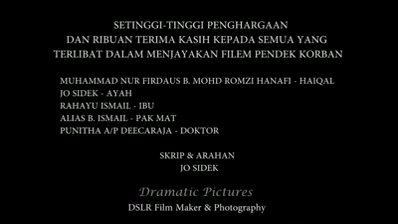 SETINGGI-TINGGI PENGHARGAAN
DAN RIBUAN TERIMA KASIH KEPADA SEMUA YANG
TERLIBAT DALAM MENJAYAKAN FILEM PENDEK KORBAN
MUHAMMAD NUR FIRDAUS B. MOHD ROMZI HANAFI - HAIQAL
JO SIDEK - AYAH
RAHAYU ISMAIL - IBU
ALIAS B. ISMAIL - PAK MAT
PUNITHA A/P DEECARAJA - DOKTOR
SKRIP & ARAHAN
JO SIDEK
Dramatic Pictures
DSLR Film Maker & Photography